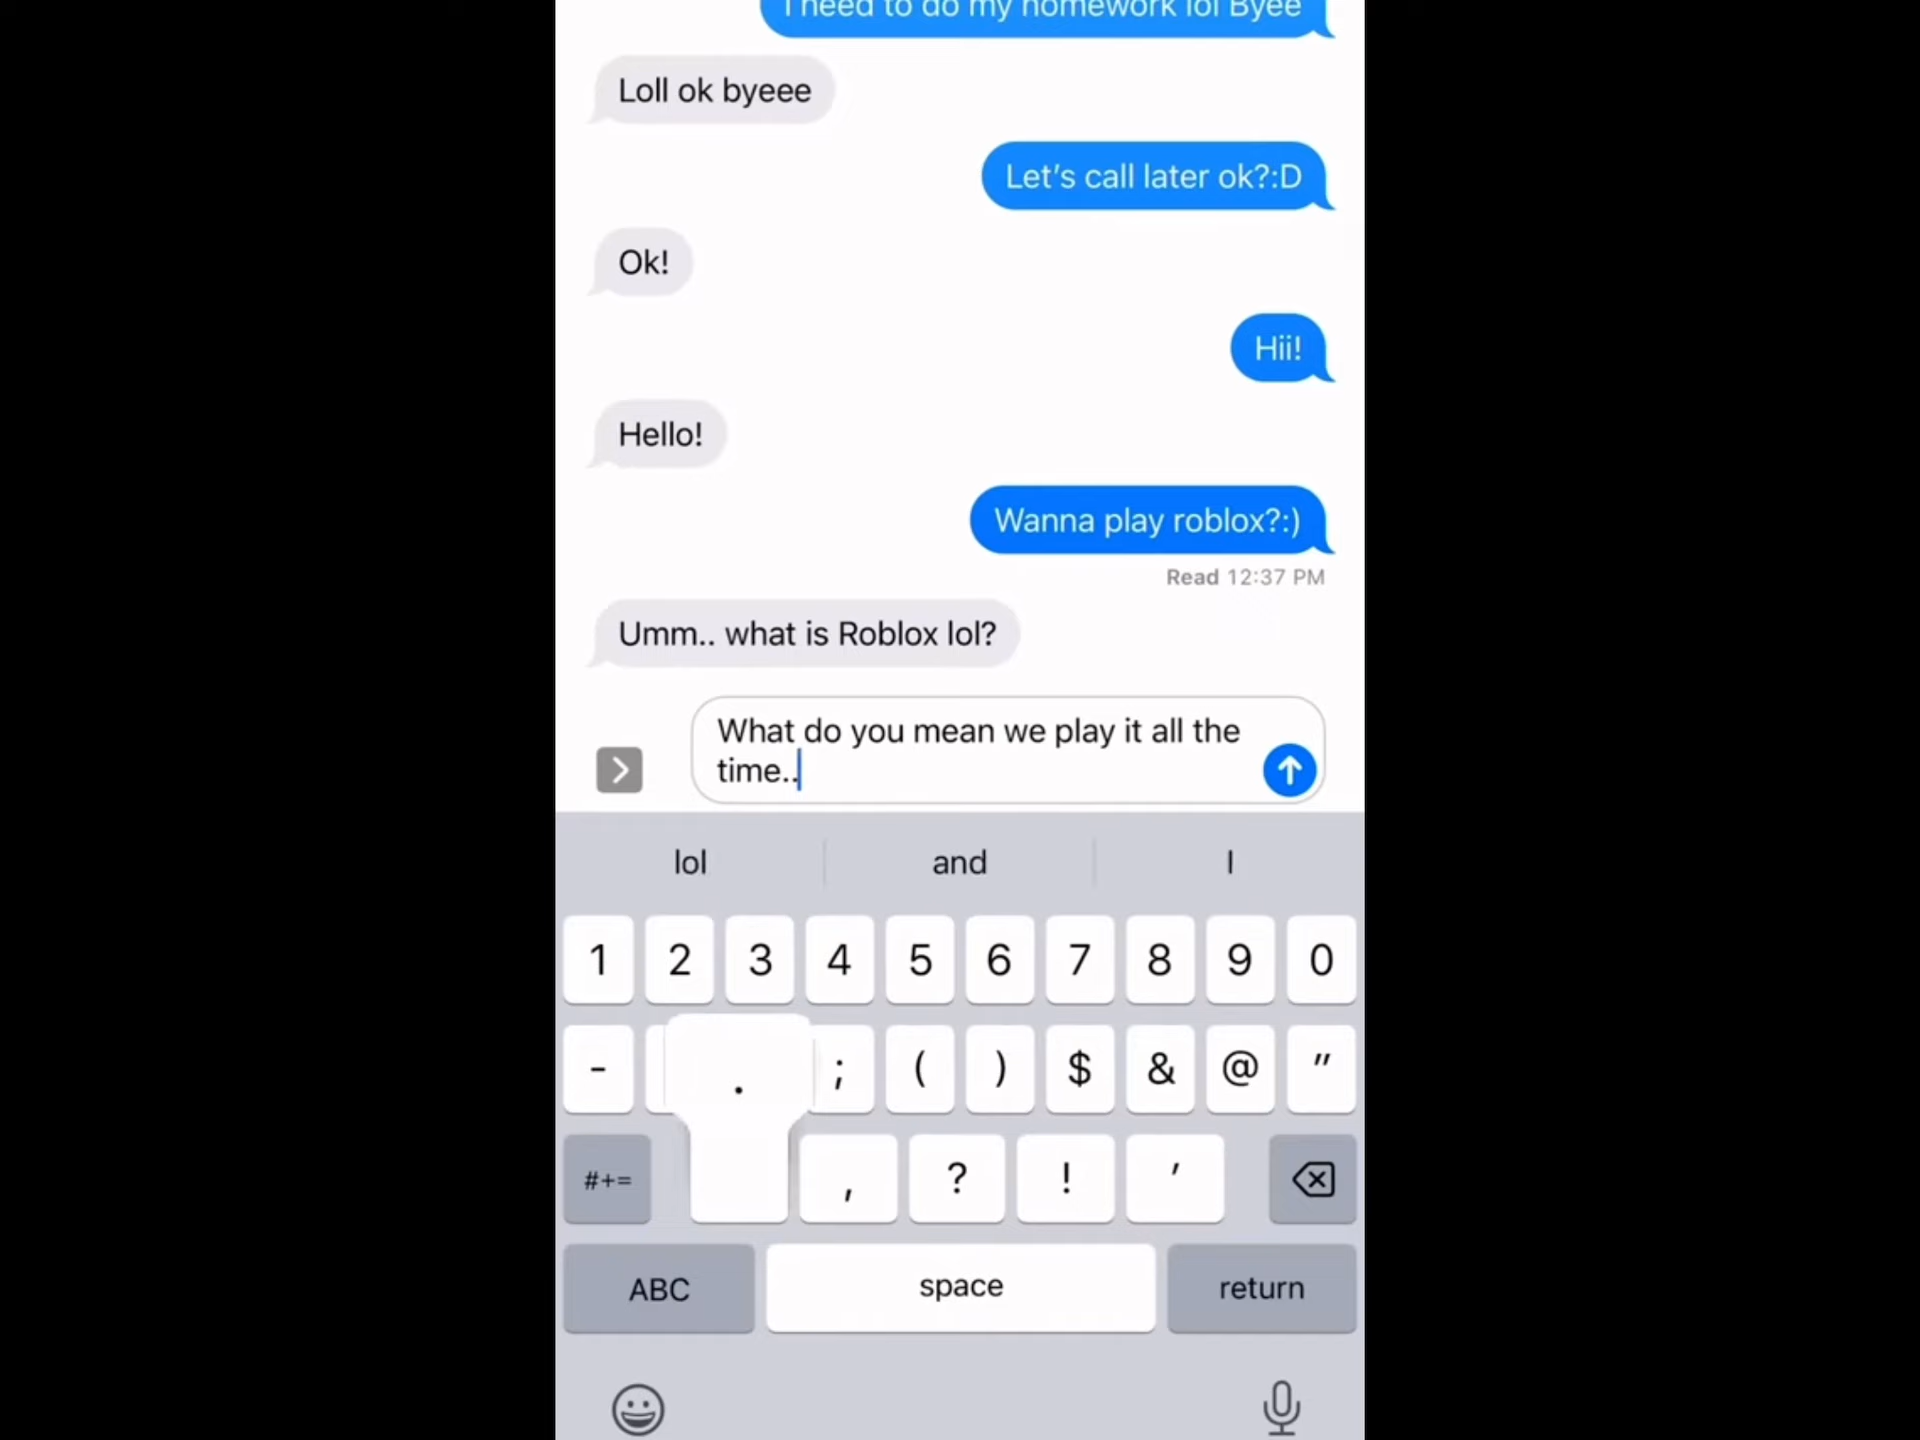 I need to do my homework lol Byee
Loll ok byeee
Let's call later ok?:D
Ok!
Hii!
Hello!
Wanna play roblox?:)
Read 12:37 PM
Umm.. what is Roblox lol?
What do you mean we play it all the
time..
lol and I
1 2 3 4 5 6 7 8 9 0
- . ; ( ) $ & @ "
#+= , ? ! '
ABC space return